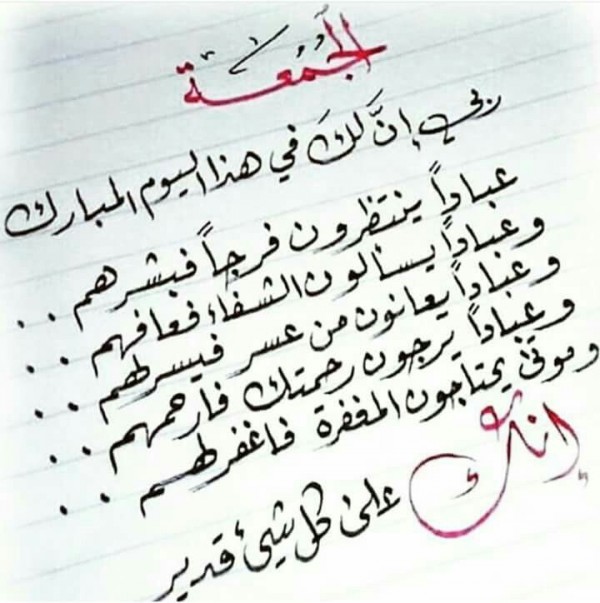 الجُمُعَة
ربي إنَّ لكَ في هذا اليوم المبارك
عباداً ينتظرون فرجاً فبشرهم . .
وعباداً يسألون الشفاء فعافهم . .
وعباداً يعانون من عسر فيسرلهم . .
وعباداً يرجون رحمتك فارحمهم . .
وموتى يحتاجون المغفرة فاغفرلهم . .
إنك على كل شيء قدير